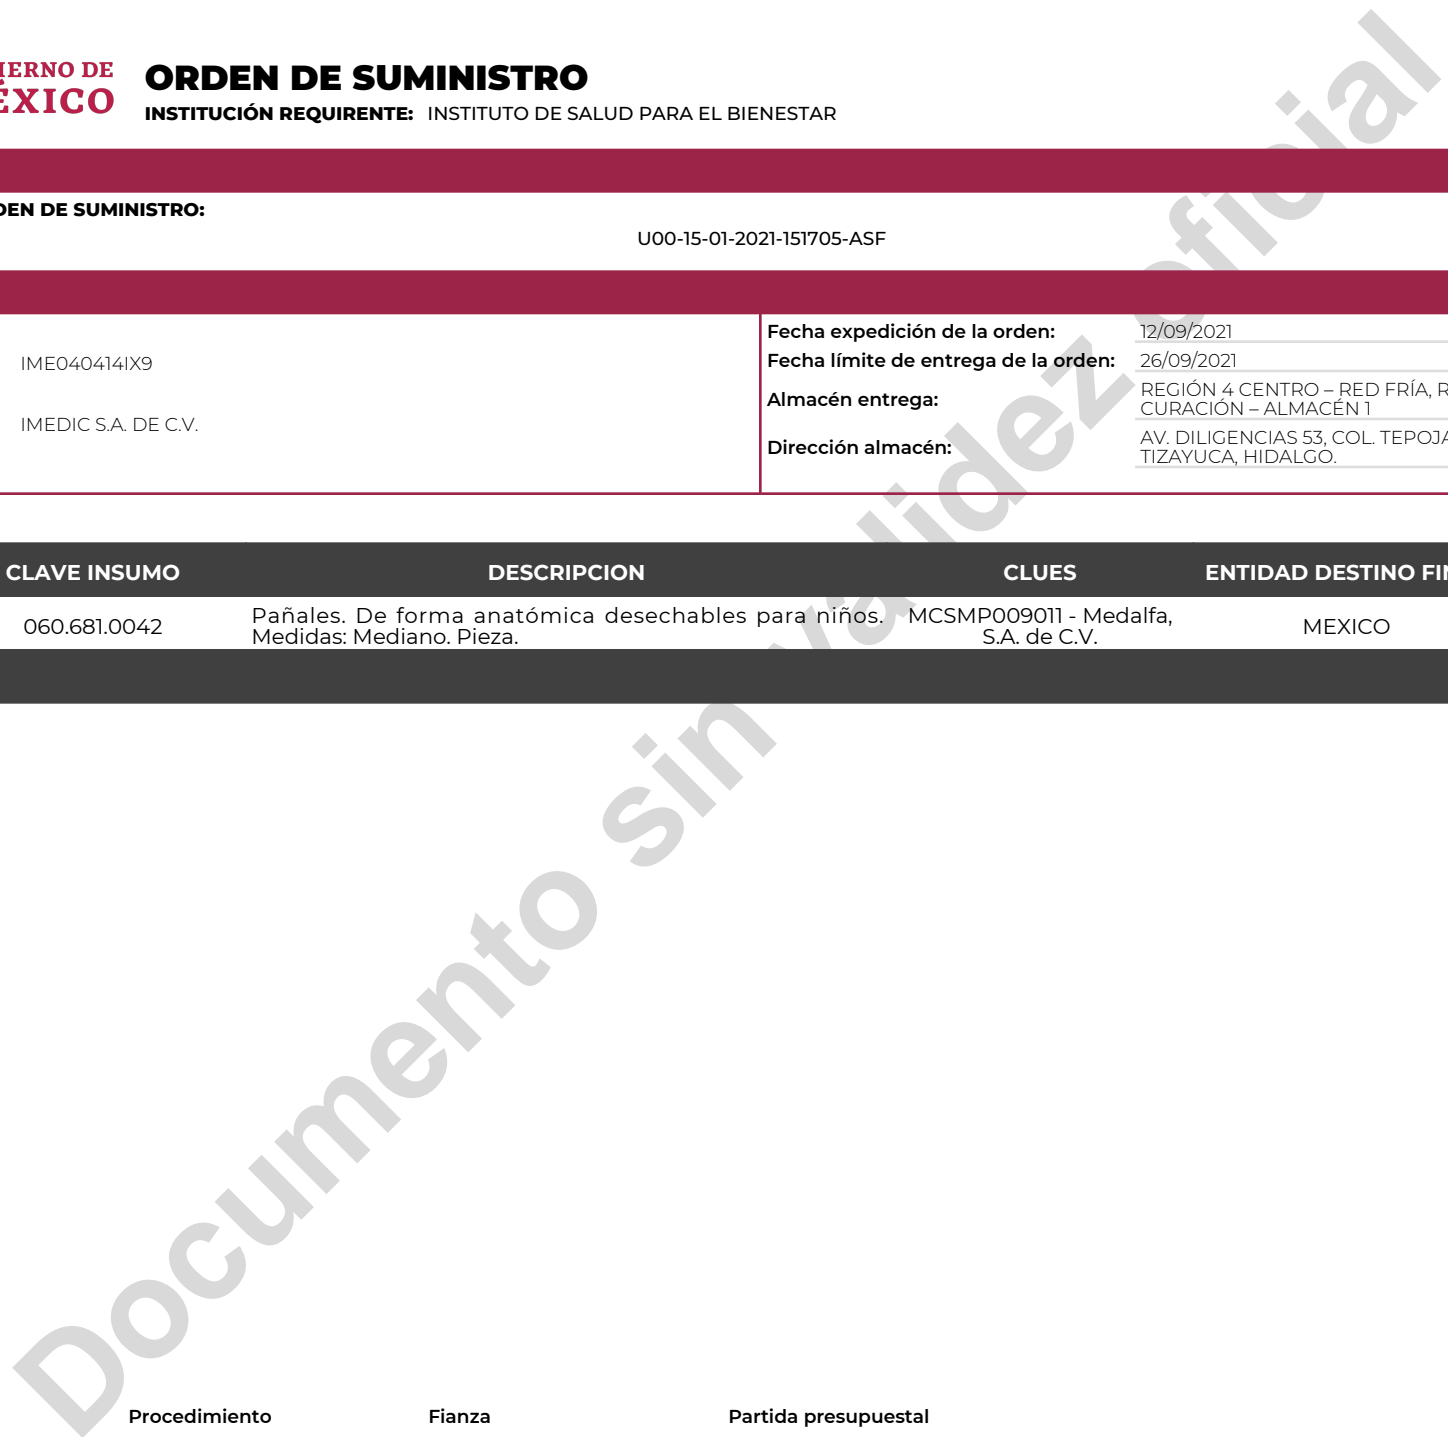 IERNO DE
ÉXICO
ORDEN DE SUMINISTRO
INSTITUCIÓN REQUIRENTE: INSTITUTO DE SALUD PARA EL BIENESTAR
DEN DE SUMINISTRO:
U00-15-01-2021-151705-ASF
IME040414IX9
IMEDIC S.A. DE C.V.
Fecha expedición de la orden: 12/09/2021
Fecha límite de entrega de la orden: 26/09/2021
Almacén entrega: REGIÓN 4 CENTRO – RED FRÍA, R
CURACIÓN – ALMACÉN 1
Dirección almacén: AV. DILIGENCIAS 53, COL. TEPOJA
TIZAYUCA, HIDALGO.
CLAVE INSUMO DESCRIPCION CLUES ENTIDAD DESTINO FIN
060.681.0042 Pañales. De forma anatómica desechables para niños. MCSMP009011 - Medalfa, MEXICO
Medidas: Mediano. Pieza. S.A. de C.V.
Documento sin validez oficial
Procedimiento Fianza Partida presupuestal